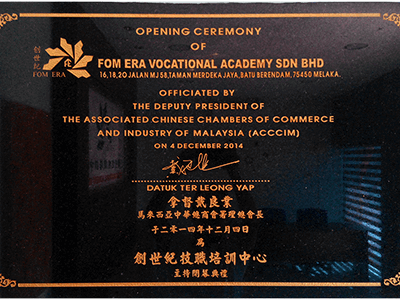 OPENING CEREMONY
OF
創世紀
FOM ERA
FOM ERA VOCATIONAL ACADEMY SDN BHD
16,18,20 JALAN MJ 58,TAMAN MERDEKA JAYA,BATU BERENDAM,75450 MELAKA.
OFFICIATED BY
THE DEPUTY PRESIDENT OF
THE ASSOCIATED CHINESE CHAMBERS OF COMMERCE
AND INDUSTRY OF MALAYSIA (ACCCIM)
ON 4 DECEMBER 2014
DATUK TER LEONG YAP
拿督戴良業
馬來西亞中華總商會署理總會長
于二〇一四年十二月四日
為
創世紀技職培訓中心
主持開幕典禮